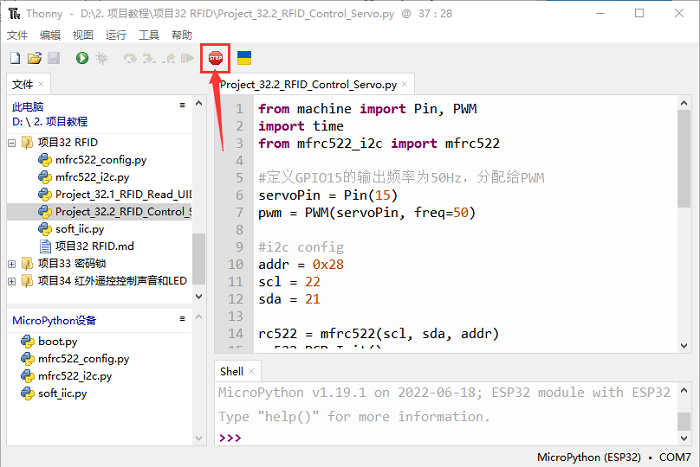 Thonny - D:\2. 项目教程\项目32 RFID\Project_32.2_RFID_Control_Servo.py @ 37 : 28
文件 编辑 视图 运行 工具 帮助
STOP
文件 ×
此电脑
D: \ 2. 项目教程
项目32 RFID
mfrc522_config.py
mfrc522_i2c.py
Project_32.1_RFID_Read_UID
Project_32.2_RFID_Control_S
soft_iic.py
项目32 RFID.md
项目33 密码锁
项目34 红外遥控控制声音和LED
MicroPython设备
boot.py
mfrc522_config.py
mfrc522_i2c.py
soft_iic.py
Project_32.2_RFID_Control_Servo.py ×
1 from machine import Pin, PWM
2 import time
3 from mfrc522_i2c import mfrc522
4
5 #定义GPIO15的输出频率为50Hz，分配给PWM
6 servoPin = Pin(15)
7 pwm = PWM(servoPin, freq=50)
8
9 #i2c config
10 addr = 0x28
11 scl = 22
12 sda = 21
13
14 rc522 = mfrc522(scl, sda, addr)
Shell ×
MicroPython v1.19.1 on 2022-06-18; ESP32 module with ESP32
Type "help()" for more information.
>>>
MicroPython (ESP32) • COM7